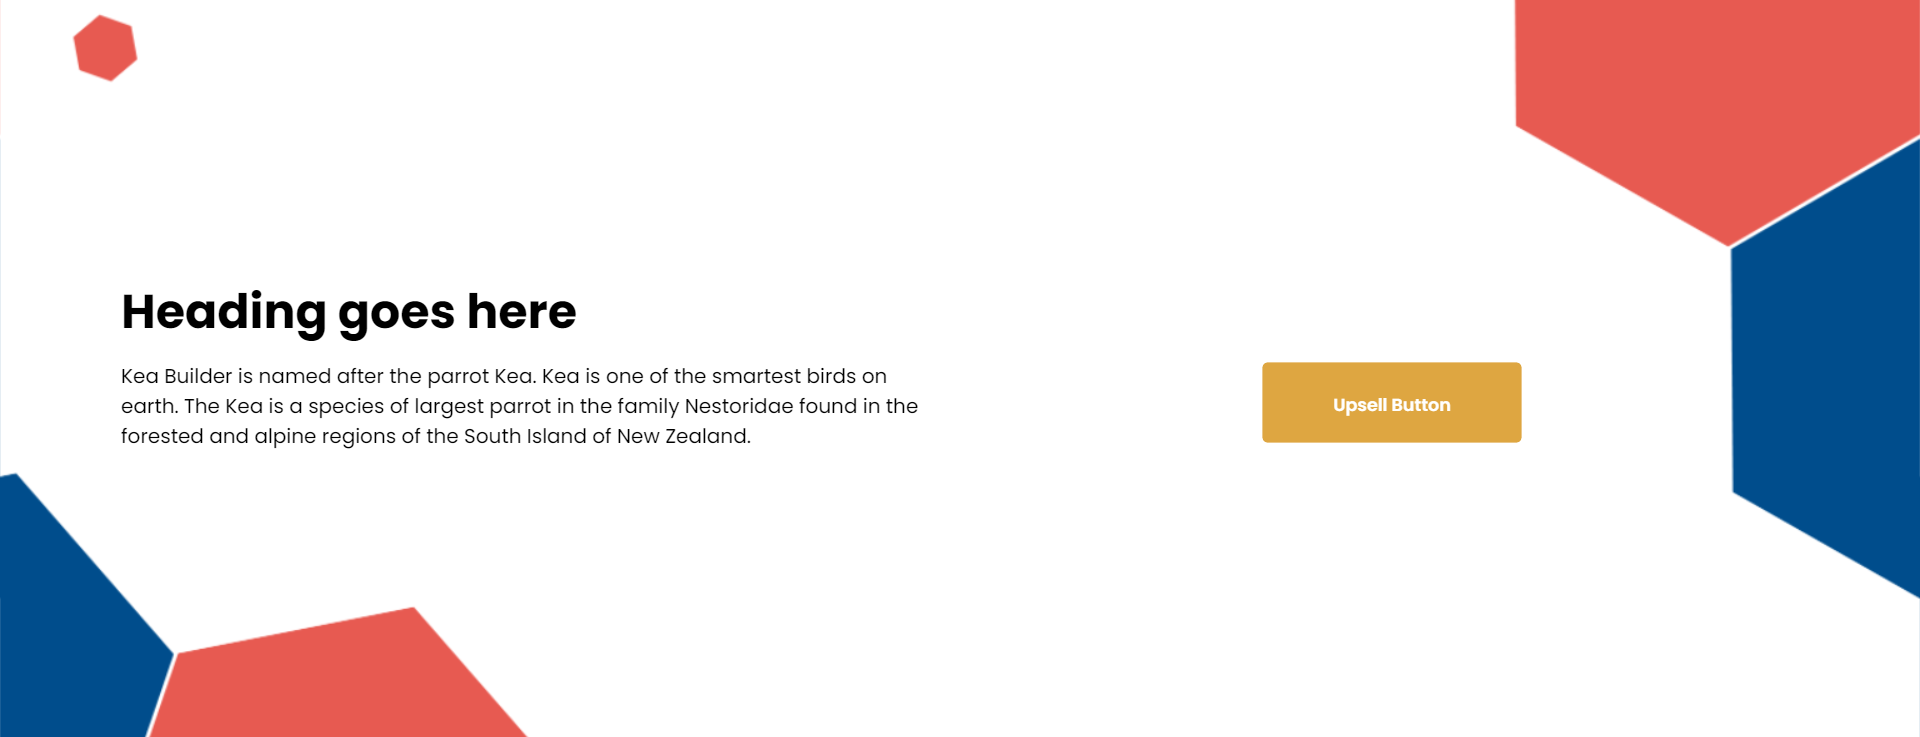 Heading goes here
Kea Builder is named after the parrot Kea. Kea is one of the smartest birds on
earth. The Kea is a species of largest parrot in the family Nestoridae found in the
forested and alpine regions of the South Island of New Zealand.
Upsell Button